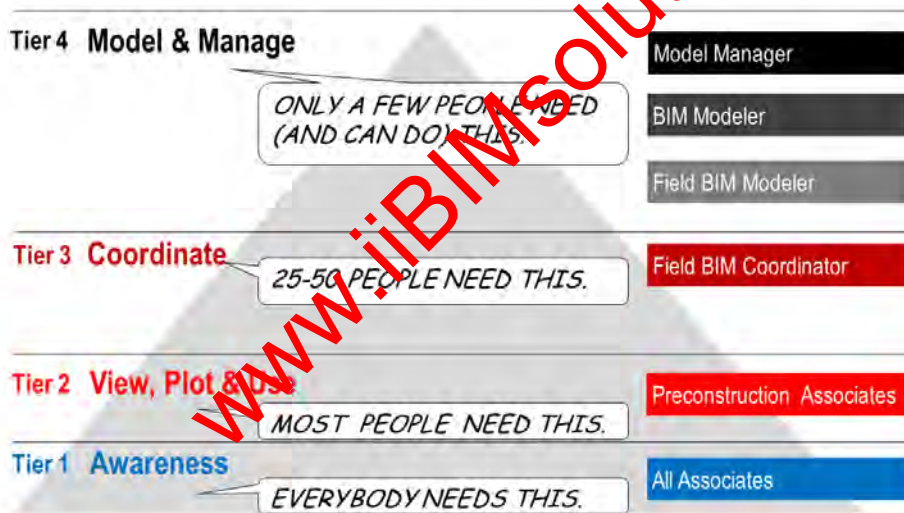 Tier 4 Model & Manage
Model Manager
ONLY A FEW PEOPLE NEED
(AND CAN DO) THIS.
BIM Modeler
Field BIM Modeler
Tier 3 Coordinate
25-50 PEOPLE NEED THIS.
Field BIM Coordinator
Tier 2 View, Plot & Use
MOST PEOPLE NEED THIS.
Preconstruction Associates
Tier 1 Awareness
EVERYBODY NEEDS THIS.
All Associates